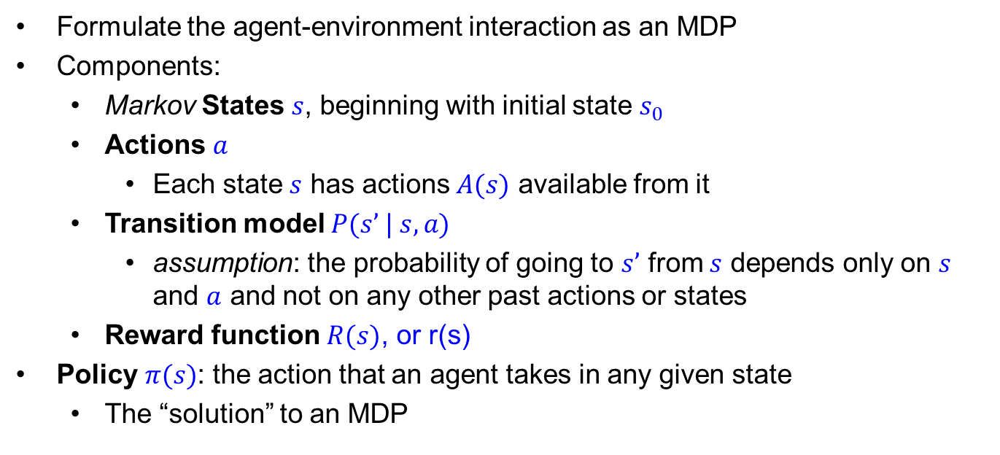 • Formulate the agent-environment interaction as an MDP
• Components:
• Markov States s, beginning with initial state s₀
• Actions a
• Each state s has actions A(s) available from it
• Transition model P(s’ | s, a)
• assumption: the probability of going to s’ from s depends only on s
and a and not on any other past actions or states
• Reward function R(s), or r(s)
• Policy π(s): the action that an agent takes in any given state
• The “solution” to an MDP